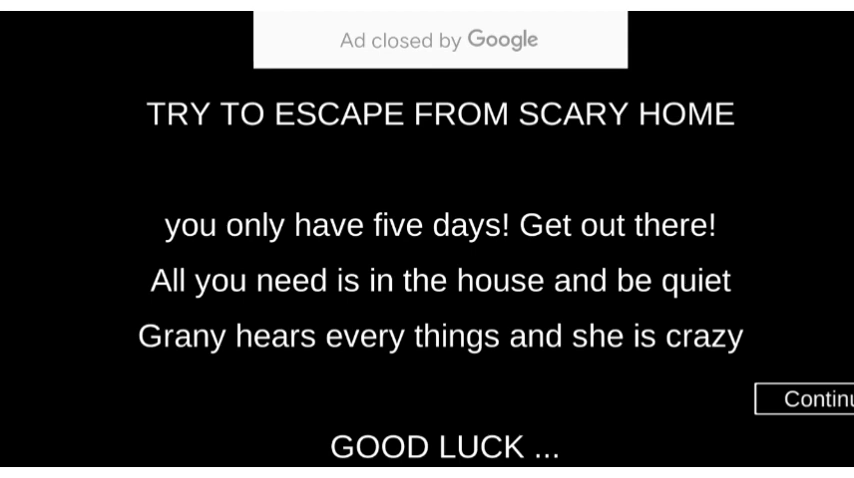 Ad closed by Google
TRY TO ESCAPE FROM SCARY HOME
you only have five days! Get out there!
All you need is in the house and be quiet
Grany hears every things and she is crazy
Continu
GOOD LUCK ...